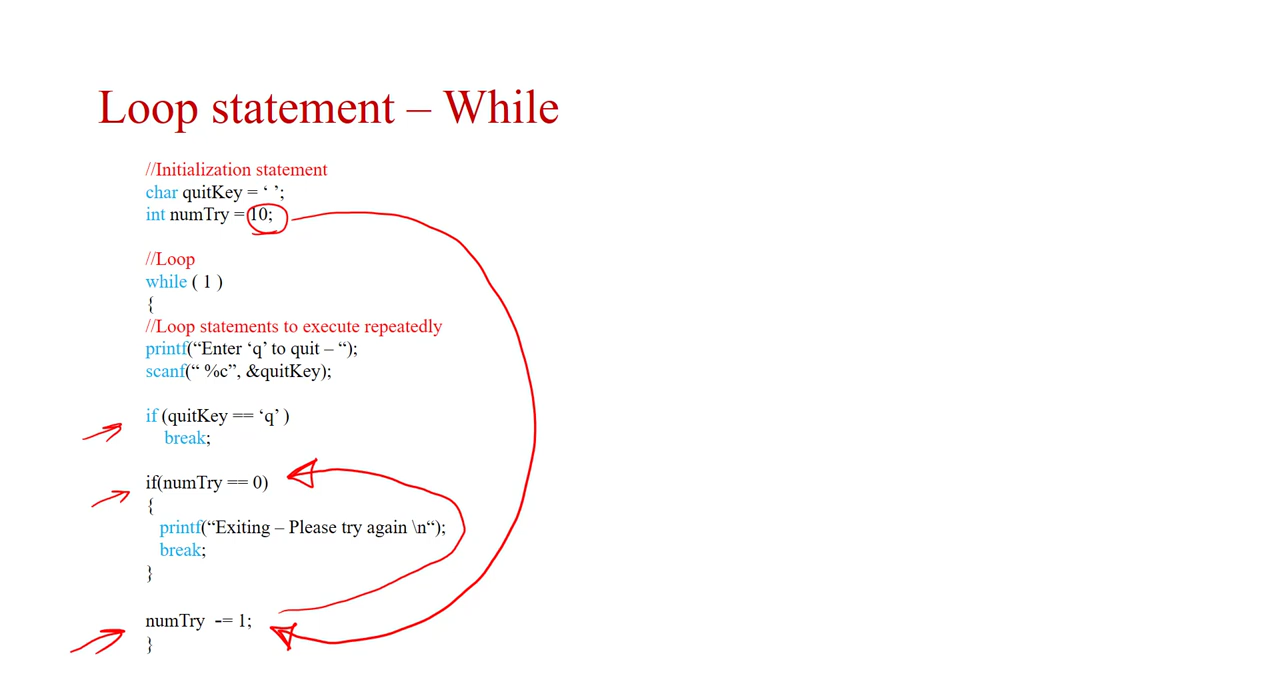 Loop statement – While
//Initialization statement
char quitKey = ‘ ’;
int numTry = 10;
//Loop
while ( 1 )
{
//Loop statements to execute repeatedly
printf(“Enter ‘q’ to quit – “);
scanf(“ %c”, &quitKey);
if (quitKey == ‘q’ )
break;
if(numTry == 0)
{
printf(“Exiting – Please try again \n“);
break;
}
numTry -= 1;
}